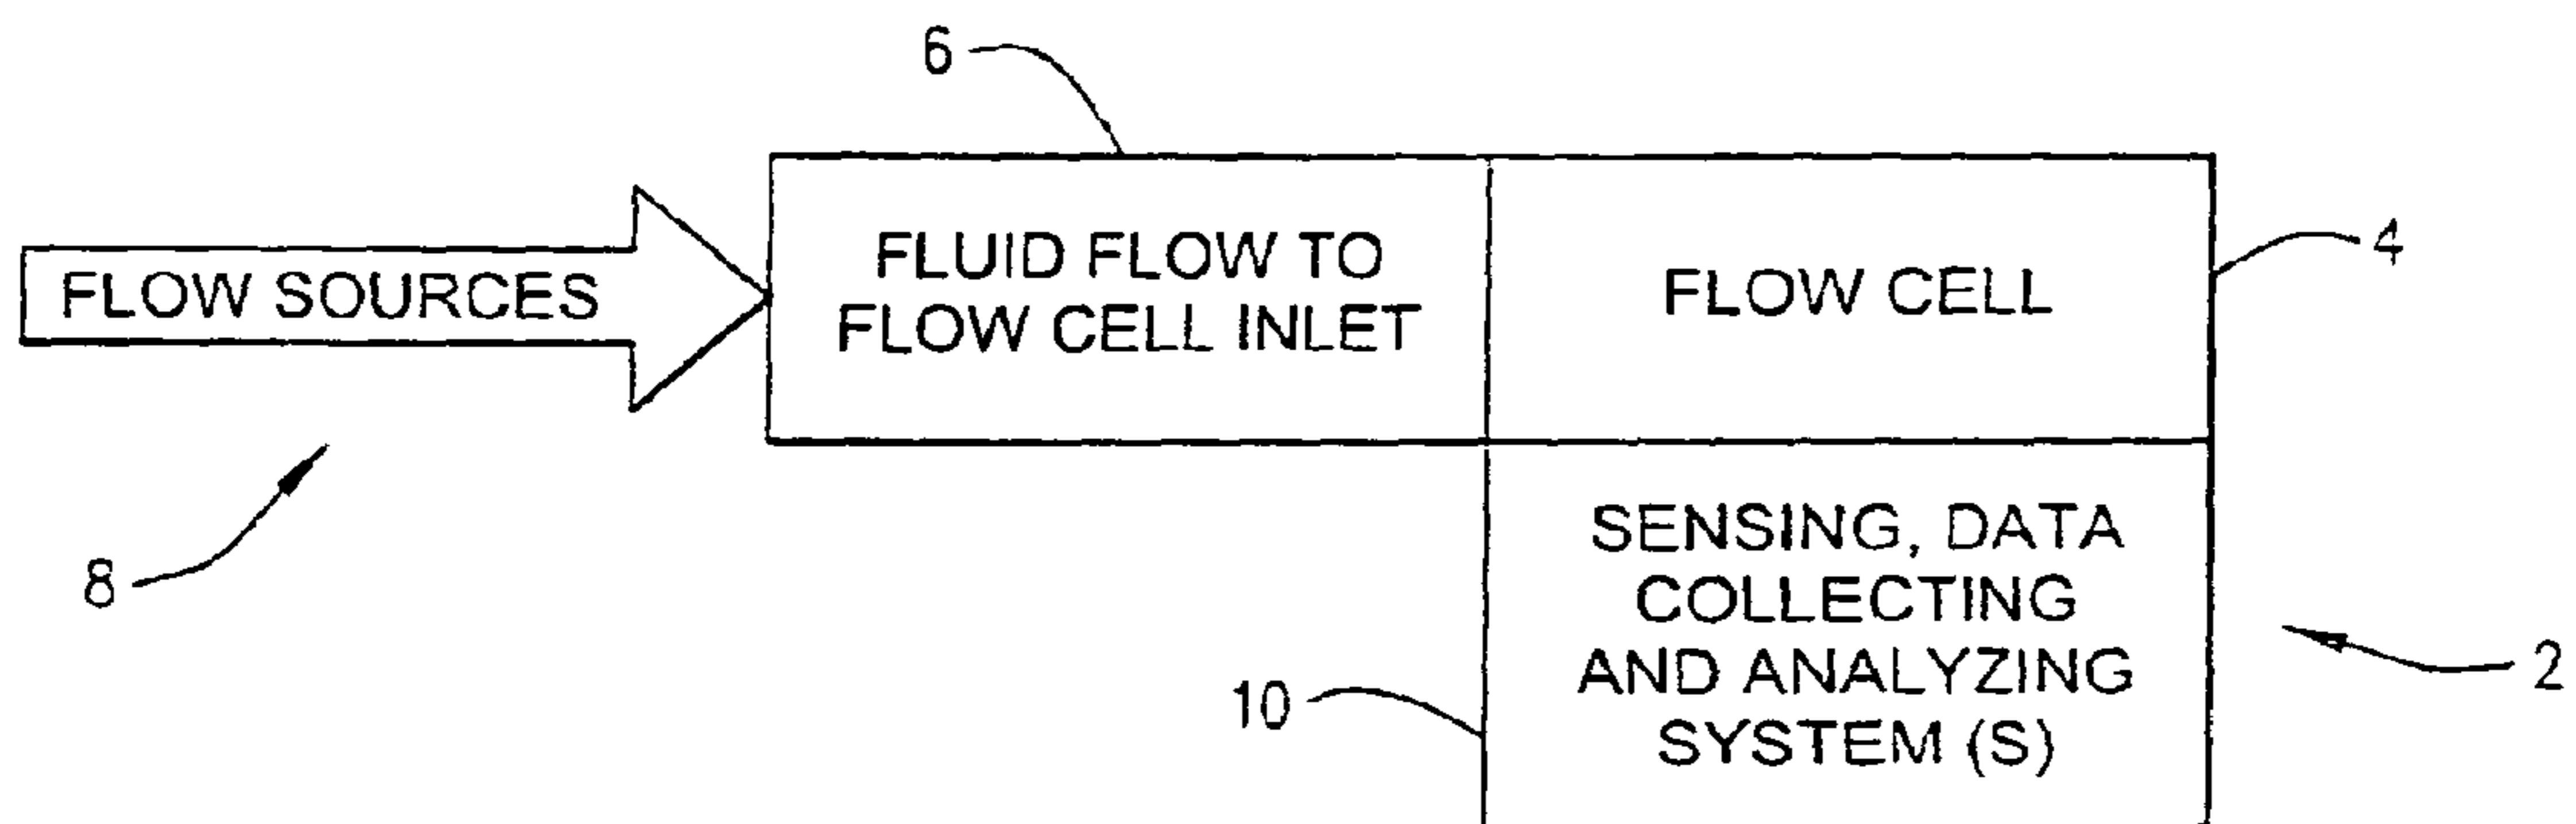 6
FLUID FLOW TO
FLOW CELL INLET
FLOW CELL
4
FLOW SOURCES
8
SENSING, DATA
COLLECTING
AND ANALYZING
SYSTEM (S)
10
2